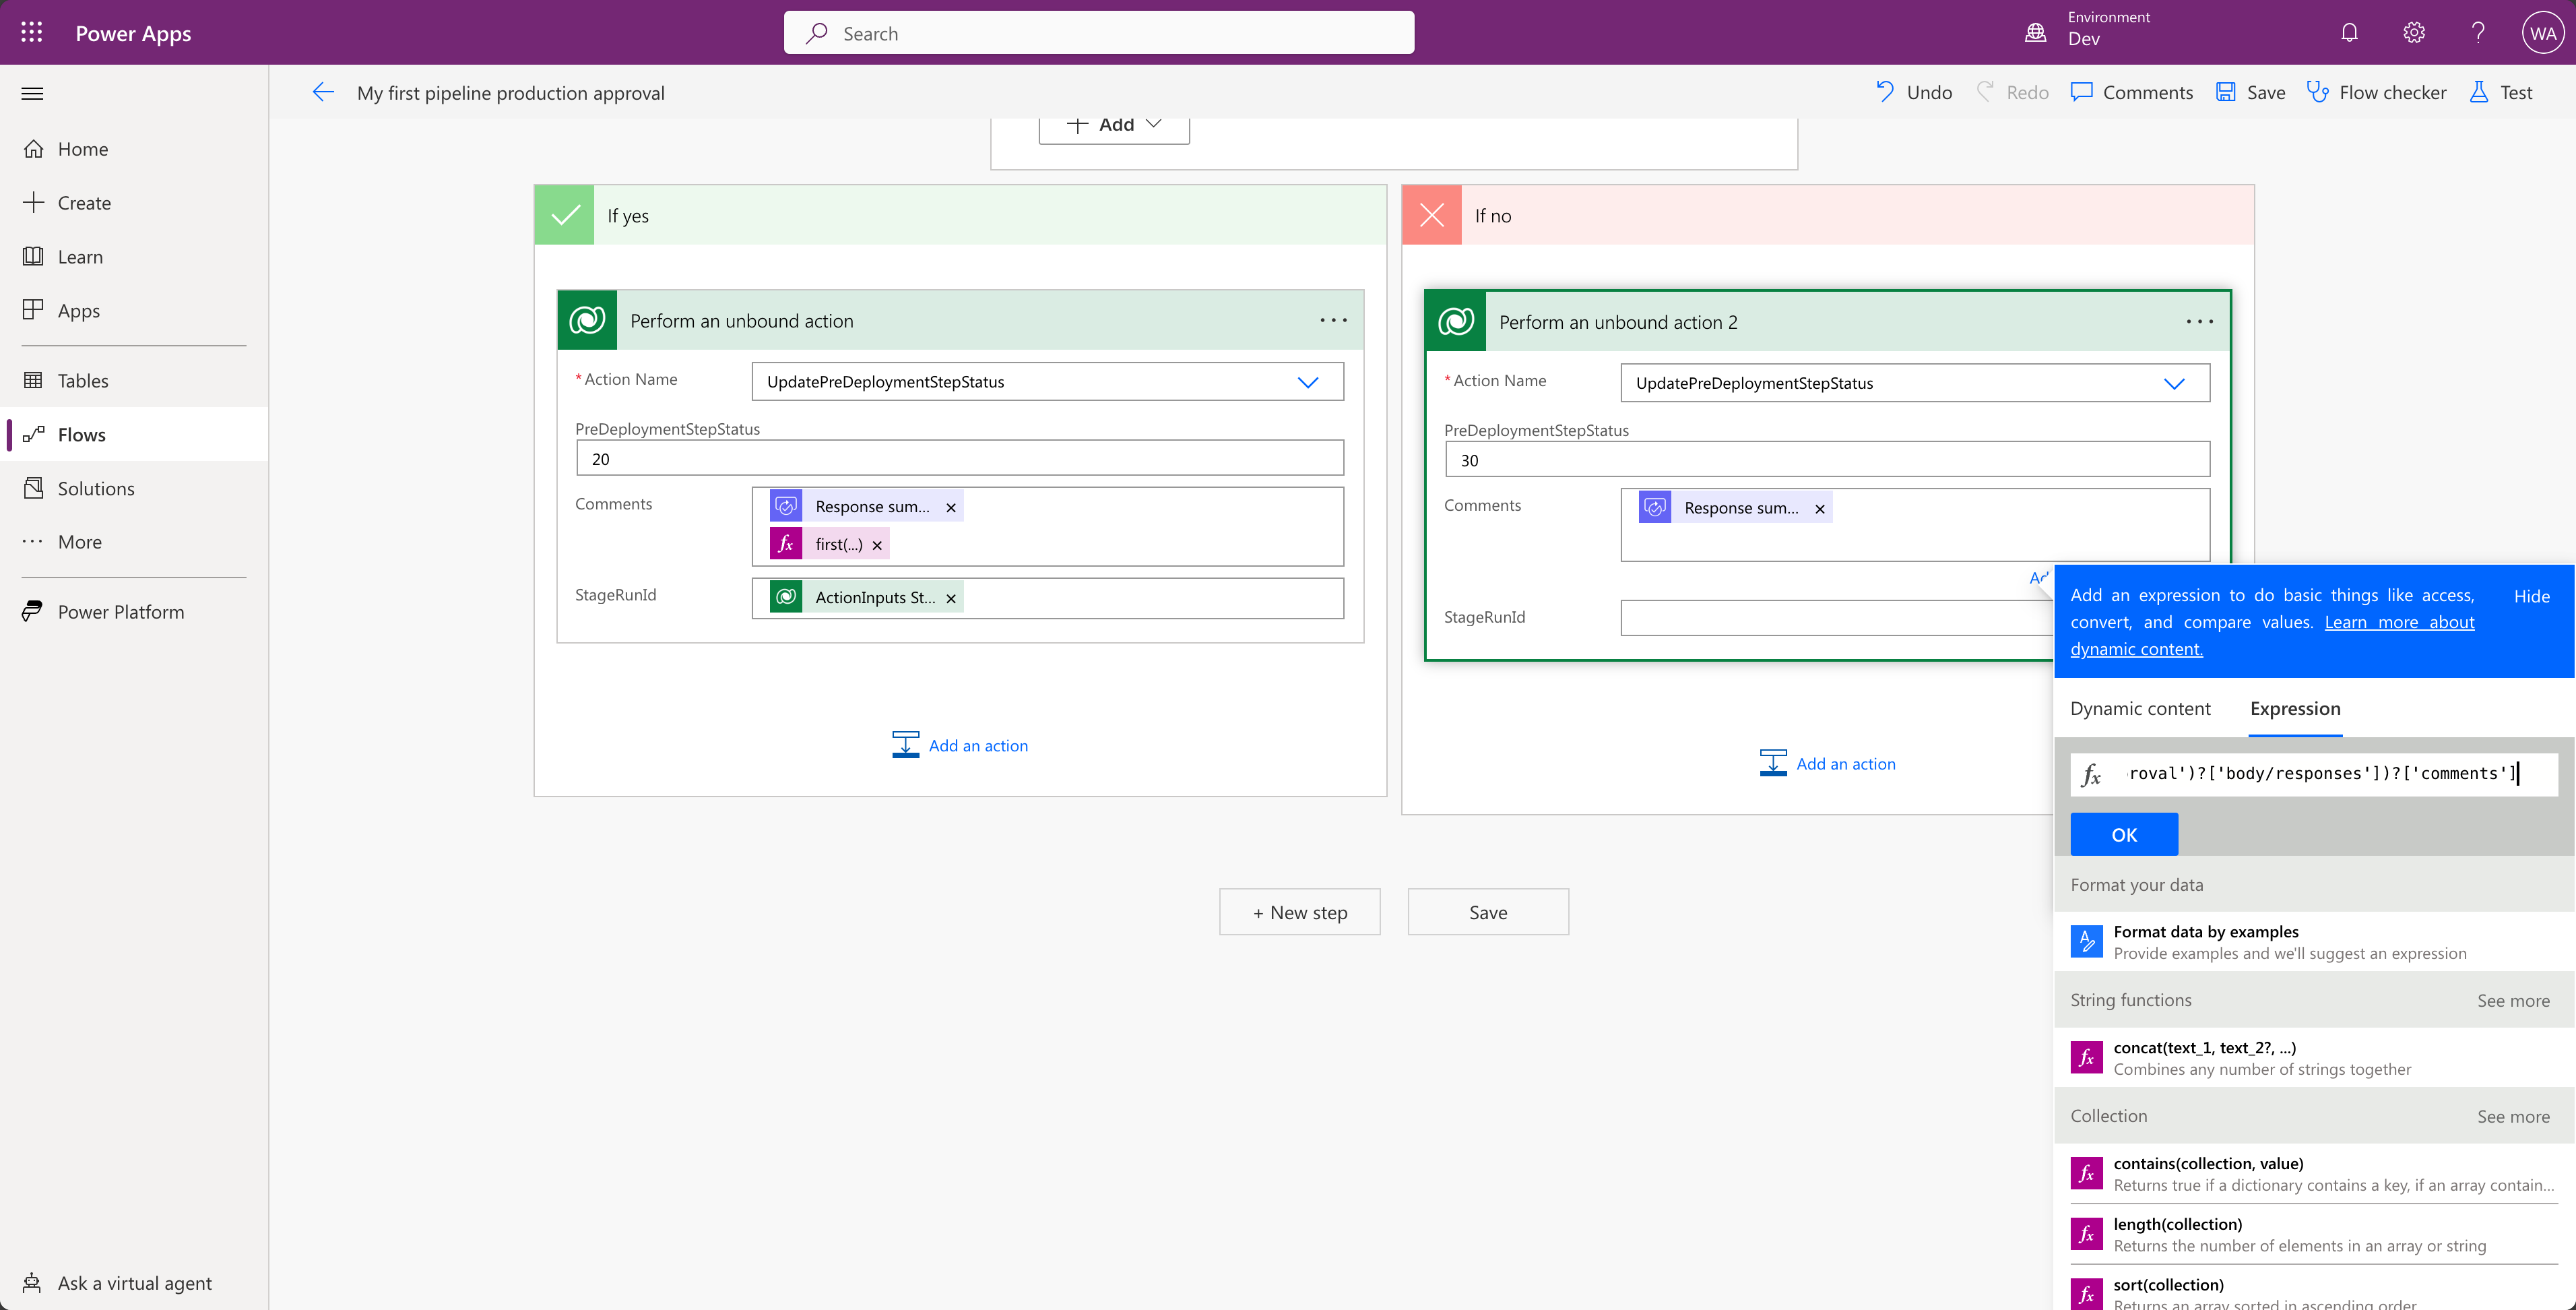 Power Apps
Search
Environment
Dev
WA
My first pipeline production approval
Undo
Redo
Comments
Save
Flow checker
Test
Home
Create
Learn
Apps
Tables
Flows
Solutions
More
Power Platform
Ask a virtual agent
Add
If yes
Perform an unbound action
* Action Name
UpdatePreDeploymentStepStatus
PreDeploymentStepStatus
20
Comments
Response sum...
first(...)
StageRunId
ActionInputs St...
Add an action
If no
Perform an unbound action 2
* Action Name
UpdatePreDeploymentStepStatus
PreDeploymentStepStatus
30
Comments
Response sum...
StageRunId
Add an action
+ New step
Save
Add an expression to do basic things like access,
convert, and compare values. Learn more about
dynamic content.
Hide
Dynamic content
Expression
fx
roval')?['body/responses'])?['comments']
OK
Format your data
Format data by examples
Provide examples and we'll suggest an expression
String functions
See more
concat(text_1, text_2?, ...)
Combines any number of strings together
Collection
See more
contains(collection, value)
Returns true if a dictionary contains a key, if an array contain...
length(collection)
Returns the number of elements in an array or string
sort(collection)
Returns an array sorted in ascending order